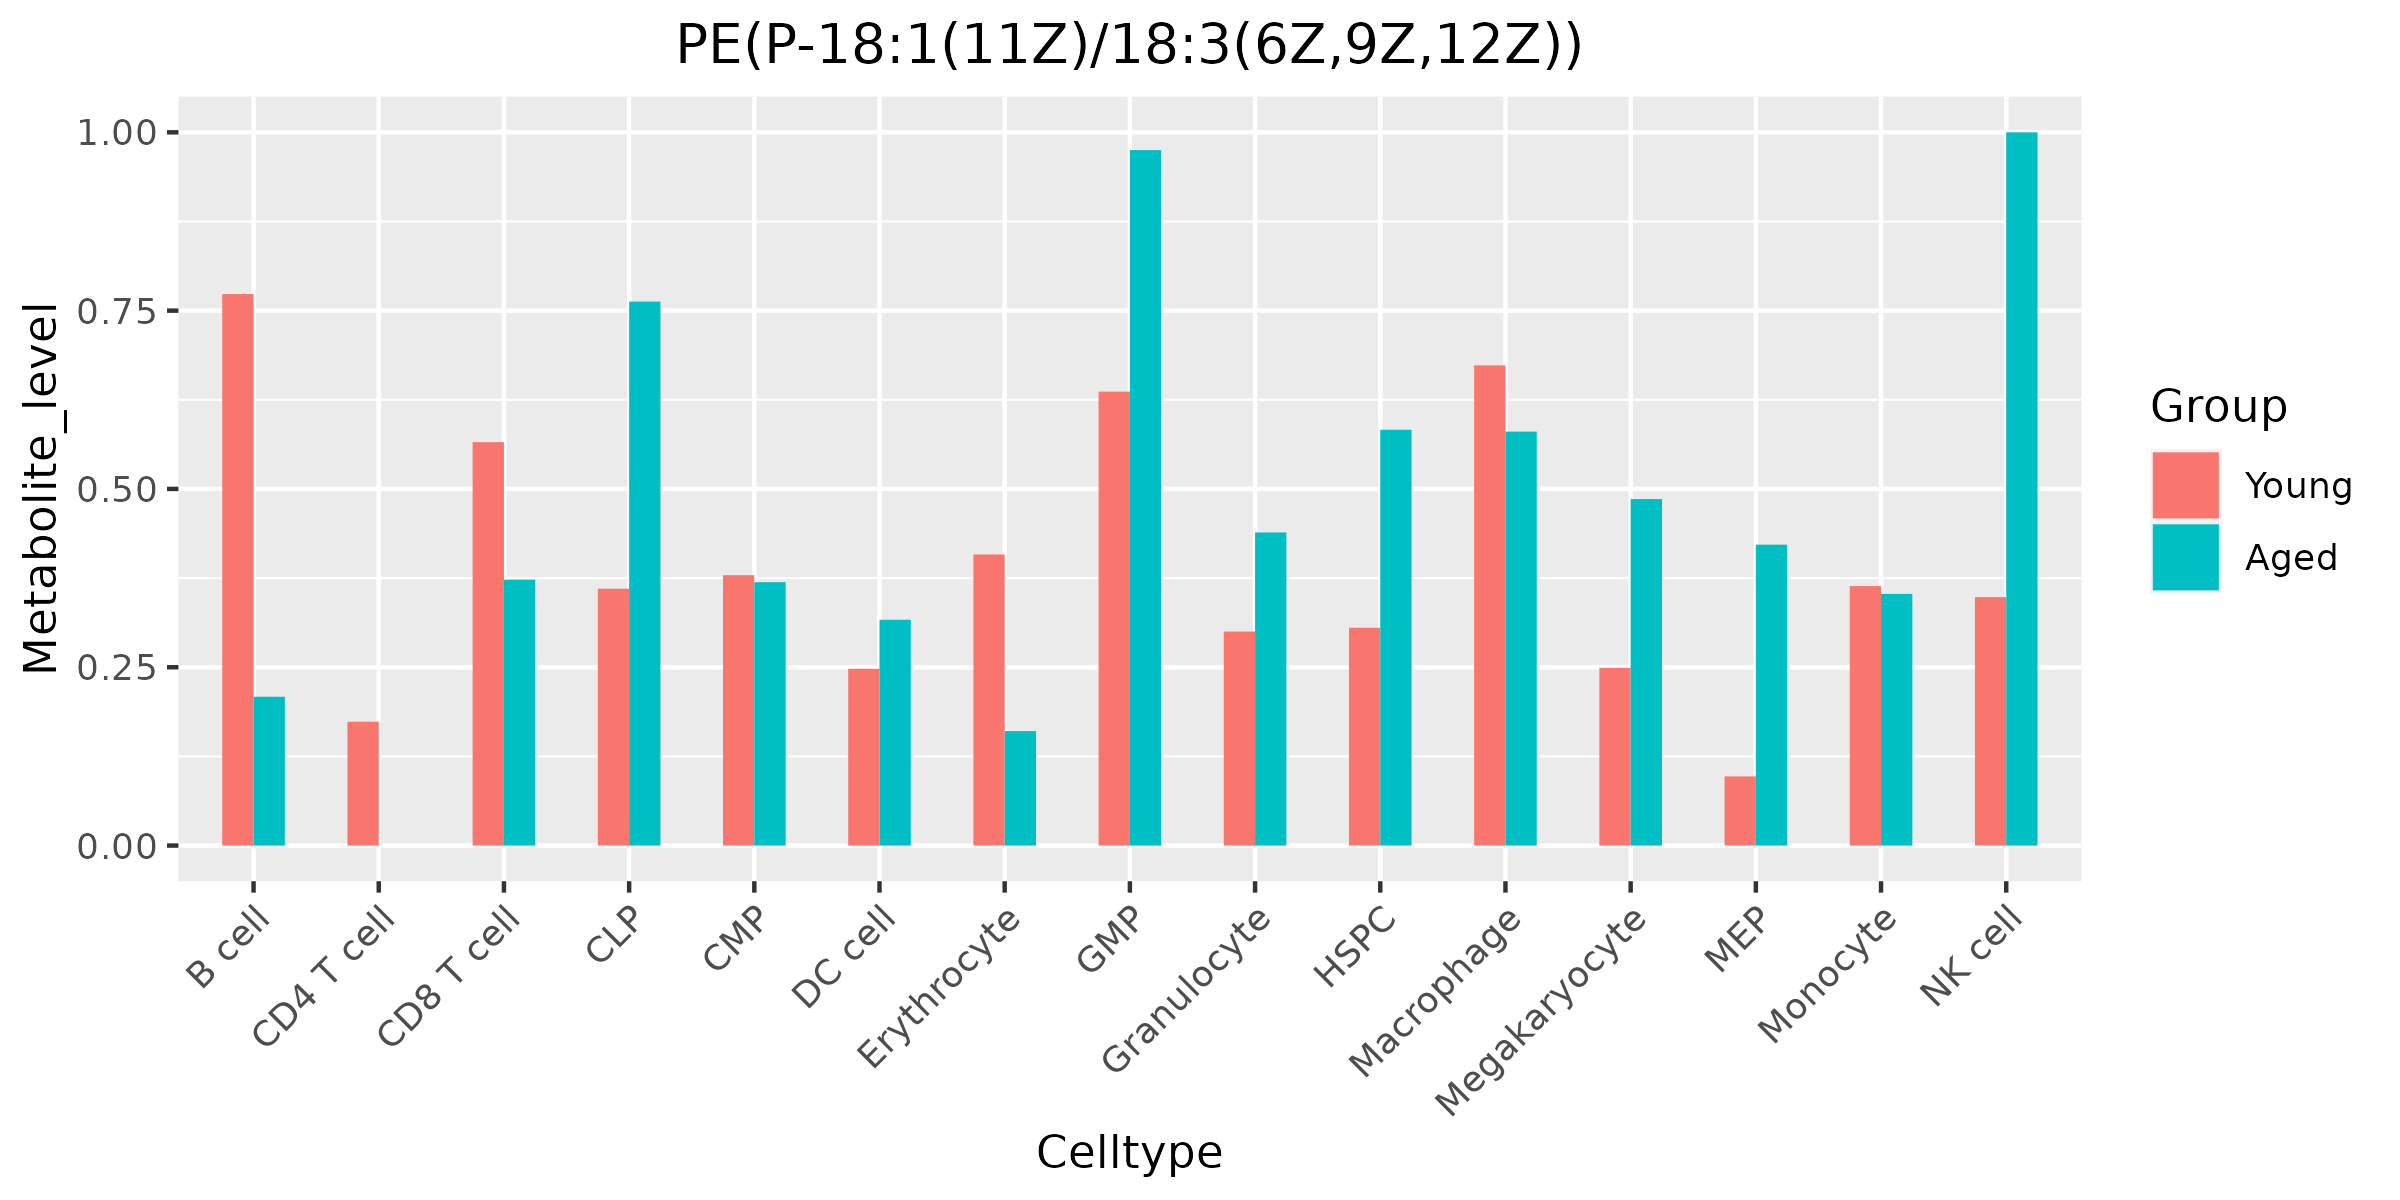 PE(P-18:1(11Z)/18:3(6Z,9Z,12Z))
Metabolite_level
1.00
0.75
0.50
0.25
0.00
B cell
CD4 T cell
CD8 T cell
CLP
CMP
DC cell
Erythrocyte
GMP
Granulocyte
HSPC
Macrophage
Megakaryocyte
MEP
Monocyte
NK cell
Celltype
Group
Young
Aged